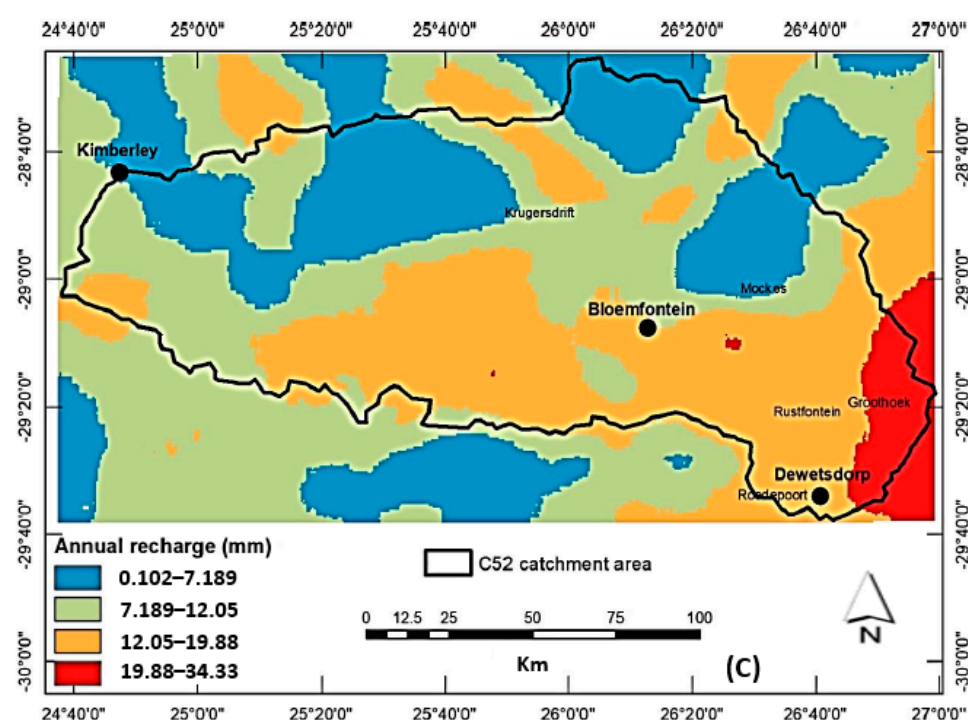 24°40'0"E 25°0'0" 25°20'0" 25°40'0" 26°0'0" 26°20'0" 26°40'0" 27°0'0"
-28°40'0" -28°40'0"
-29°0'0" -29°0'0"
-29°20'0" -29°20'0"
-29°40'0" -29°40'0"
-30°0'0" -30°0'0"
Kimberley
Krugersdrift
Mockes
Bloemfontein
Groothoek
Rustfontein
Dewetsdorp
Roodepoort
Annual recharge (mm)
0.102–7.189
7.189–12.05
12.05–19.88
19.88–34.33
C52 catchment area
0 12.5 25 50 75 100
Km
(C)
N
24°40'0" 25°0'0" 25°20'0" 25°40'0" 26°0'0" 26°20'0" 26°40'0" 27°0'0"